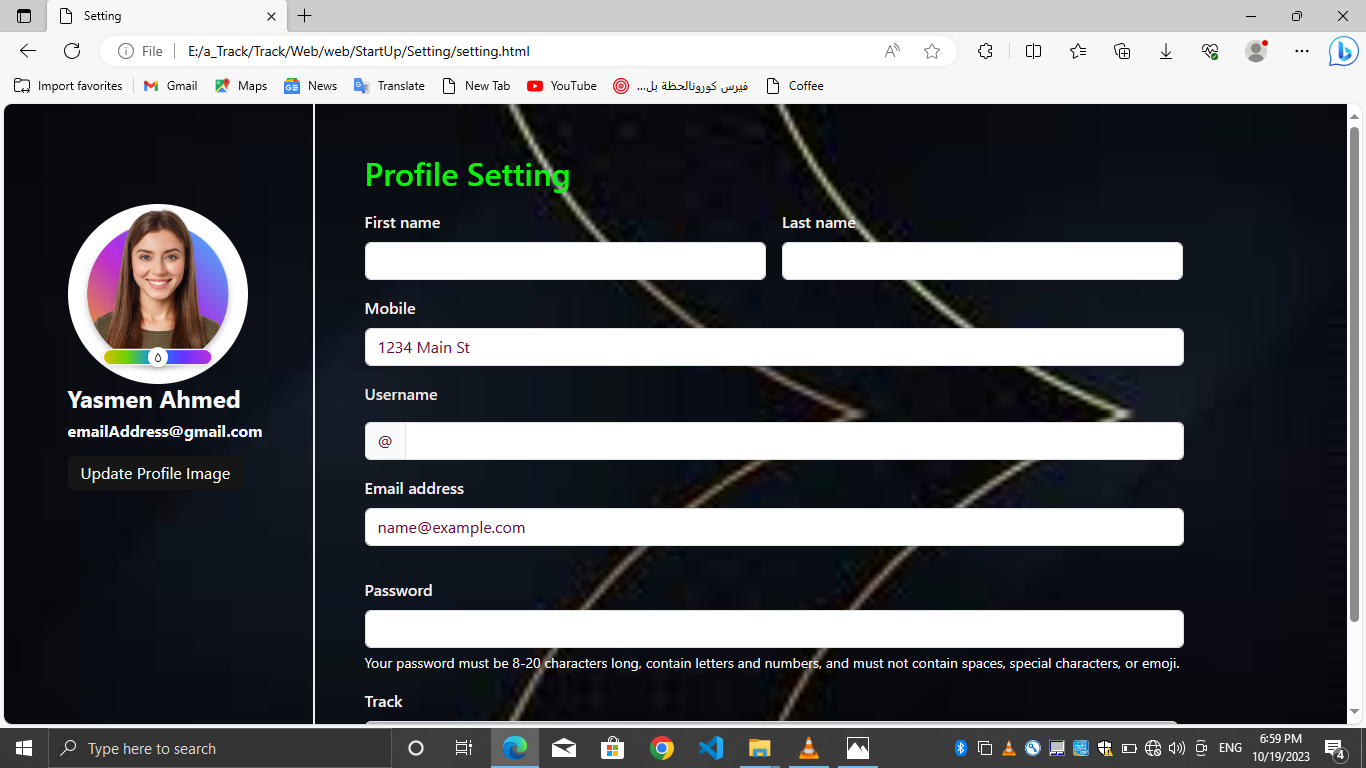 Setting
File
E:/a_Track/Track/Web/web/StartUp/Setting/setting.html
Import favorites
Gmail
Maps
News
Translate
New Tab
YouTube
فيرس كورونالحظة بل...
Coffee
Profile Setting
First name
Last name
Mobile
1234 Main St
Username
@
Email address
name@example.com
Password
Your password must be 8-20 characters long, contain letters and numbers, and must not contain spaces, special characters, or emoji.
Track
Yasmen Ahmed
emailAddress@gmail.com
Update Profile Image
Type here to search
ENG
6:59 PM
10/19/2023
4